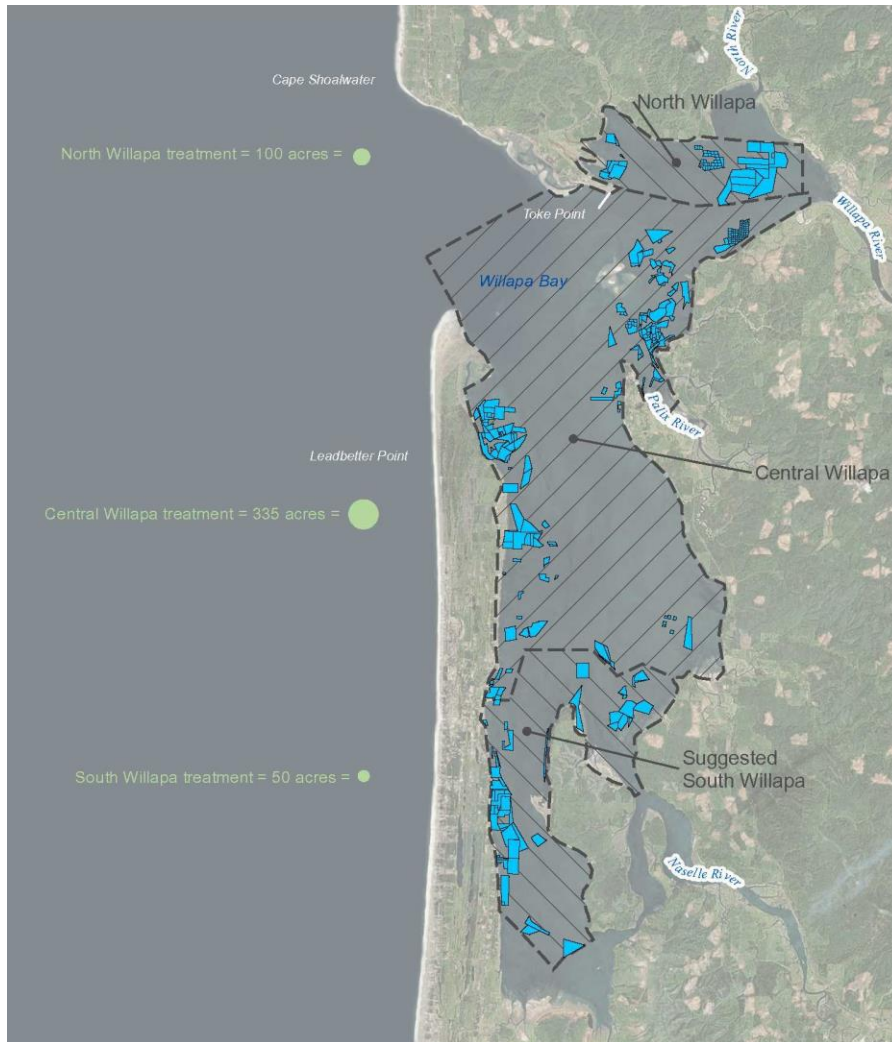 North River
Cape Shoalwater
North Willapa
North Willapa treatment = 100 acres =
Toke Point
Willapa River
Willapa Bay
Palix River
Leadbetter Point
Central Willapa
Central Willapa treatment = 335 acres =
Suggested
South Willapa
South Willapa treatment = 50 acres =
Naselle River